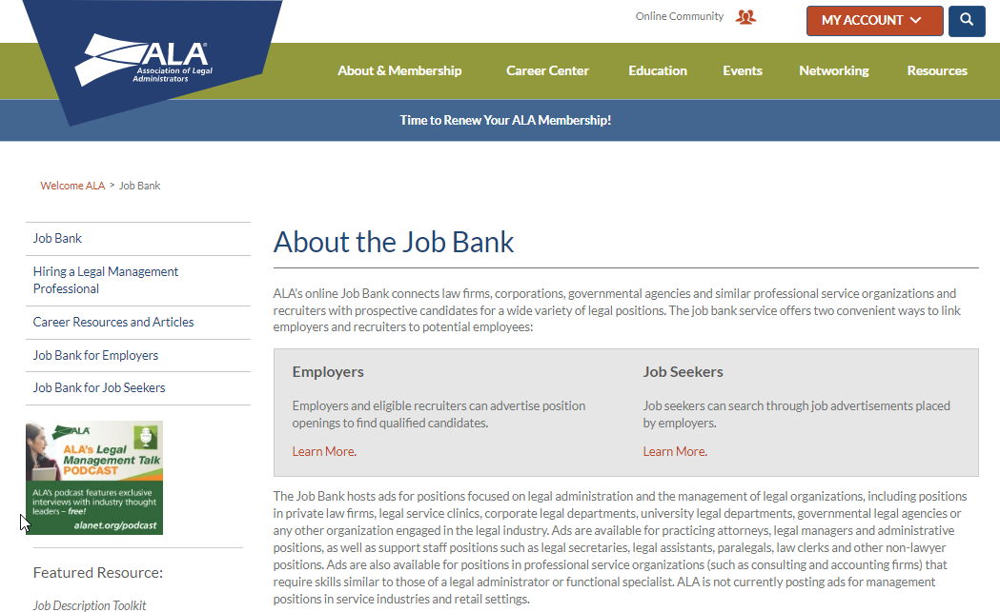 Online Community
MY ACCOUNT
ALA®
Association of Legal
Administrators
About & Membership
Career Center
Education
Events
Networking
Resources
Time to Renew Your ALA Membership!
Welcome ALA > Job Bank
Job Bank
Hiring a Legal Management
Professional
Career Resources and Articles
Job Bank for Employers
Job Bank for Job Seekers
ALA
ALA's Legal
Management Talk
PODCAST
ALA's podcast features exclusive
interviews with industry thought
leaders – free!
alanet.org/podcast
Featured Resource:
Job Description Toolkit
About the Job Bank
ALA's online Job Bank connects law firms, corporations, governmental agencies and similar professional service organizations and
recruiters with prospective candidates for a wide variety of legal positions. The job bank service offers two convenient ways to link
employers and recruiters to potential employees:
Employers
Employers and eligible recruiters can advertise position
openings to find qualified candidates.
Learn More.
Job Seekers
Job seekers can search through job advertisements placed
by employers.
Learn More.
The Job Bank hosts ads for positions focused on legal administration and the management of legal organizations, including positions
in private law firms, legal service clinics, corporate legal departments, university legal departments, governmental legal agencies or
any other organization engaged in the legal industry. Ads are available for practicing attorneys, legal managers and administrative
positions, as well as support staff positions such as legal secretaries, legal assistants, paralegals, law clerks and other non-lawyer
positions. Ads are also available for positions in professional service organizations (such as consulting and accounting firms) that
require skills similar to those of a legal administrator or functional specialist. ALA is not currently posting ads for management
positions in service industries and retail settings.